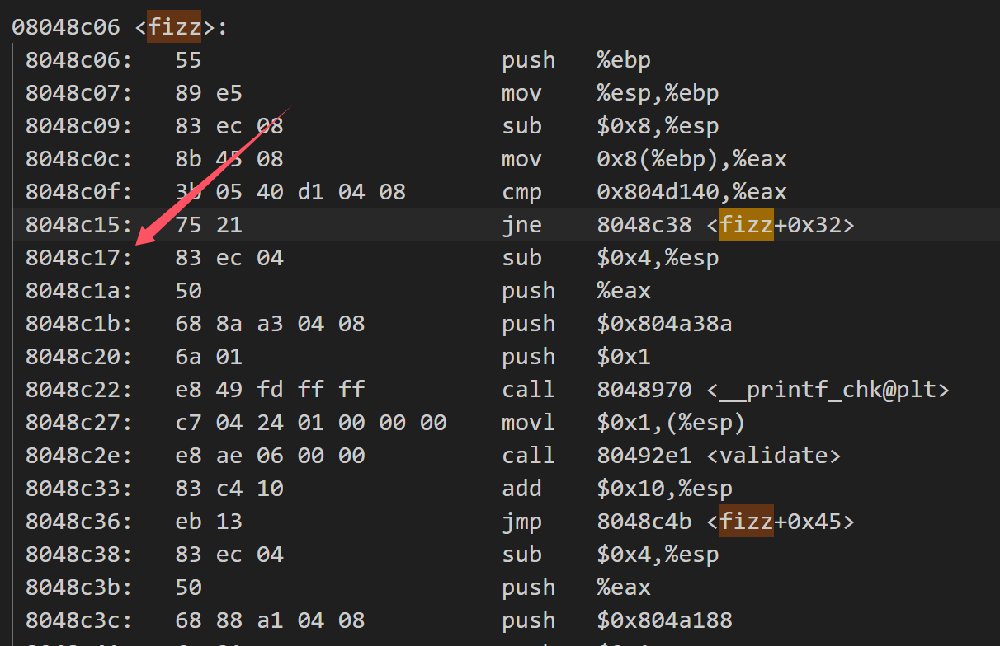 08048c06 <fizz>:
8048c06: 55 push %ebp
8048c07: 89 e5 mov %esp,%ebp
8048c09: 83 ec 08 sub $0x8,%esp
8048c0c: 8b 45 08 mov 0x8(%ebp),%eax
8048c0f: 3b 05 40 d1 04 08 cmp 0x804d140,%eax
8048c15: 75 21 jne 8048c38 <fizz+0x32>
8048c17: 83 ec 04 sub $0x4,%esp
8048c1a: 50 push %eax
8048c1b: 68 8a a3 04 08 push $0x804a38a
8048c20: 6a 01 push $0x1
8048c22: e8 49 fd ff ff call 8048970 <__printf_chk@plt>
8048c27: c7 04 24 01 00 00 00 movl $0x1,(%esp)
8048c2e: e8 ae 06 00 00 call 80492e1 <validate>
8048c33: 83 c4 10 add $0x10,%esp
8048c36: eb 13 jmp 8048c4b <fizz+0x45>
8048c38: 83 ec 04 sub $0x4,%esp
8048c3b: 50 push %eax
8048c3c: 68 88 a1 04 08 push $0x804a188